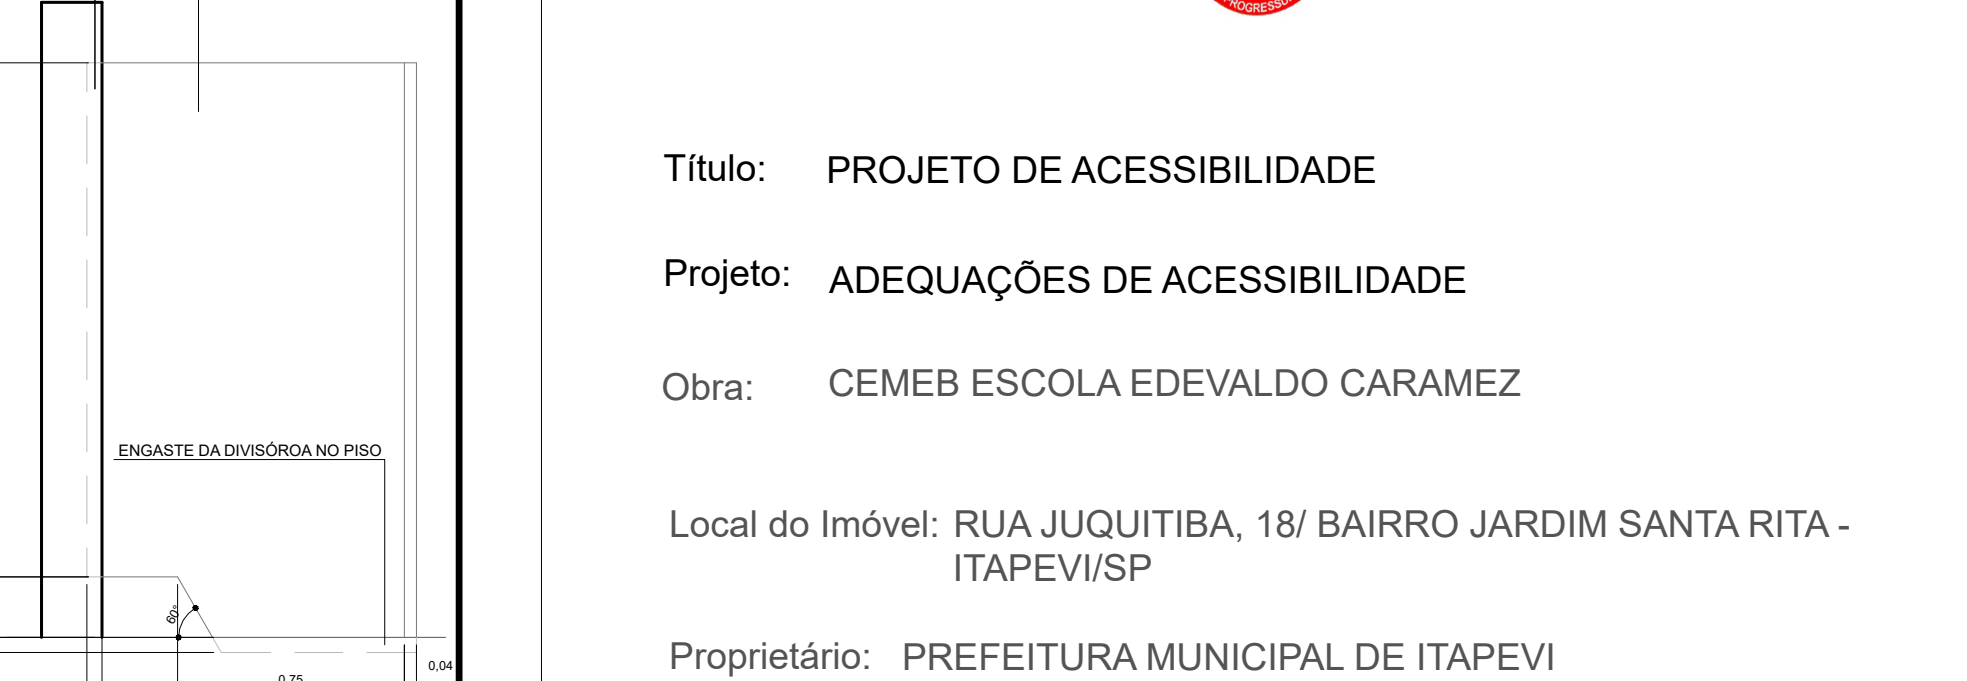 PROGRESSU
Título: PROJETO DE ACESSIBILIDADE
Projeto: ADEQUAÇÕES DE ACESSIBILIDADE
Obra: CEMEB ESCOLA EDEVALDO CARAMEZ
ENGASTE DA DIVISÓROA NO PISO
Local do Imóvel: RUA JUQUITIBA, 18/ BAIRRO JARDIM SANTA RITA -
ITAPEVI/SP
60°
Proprietário: PREFEITURA MUNICIPAL DE ITAPEVI
0,04
0,75